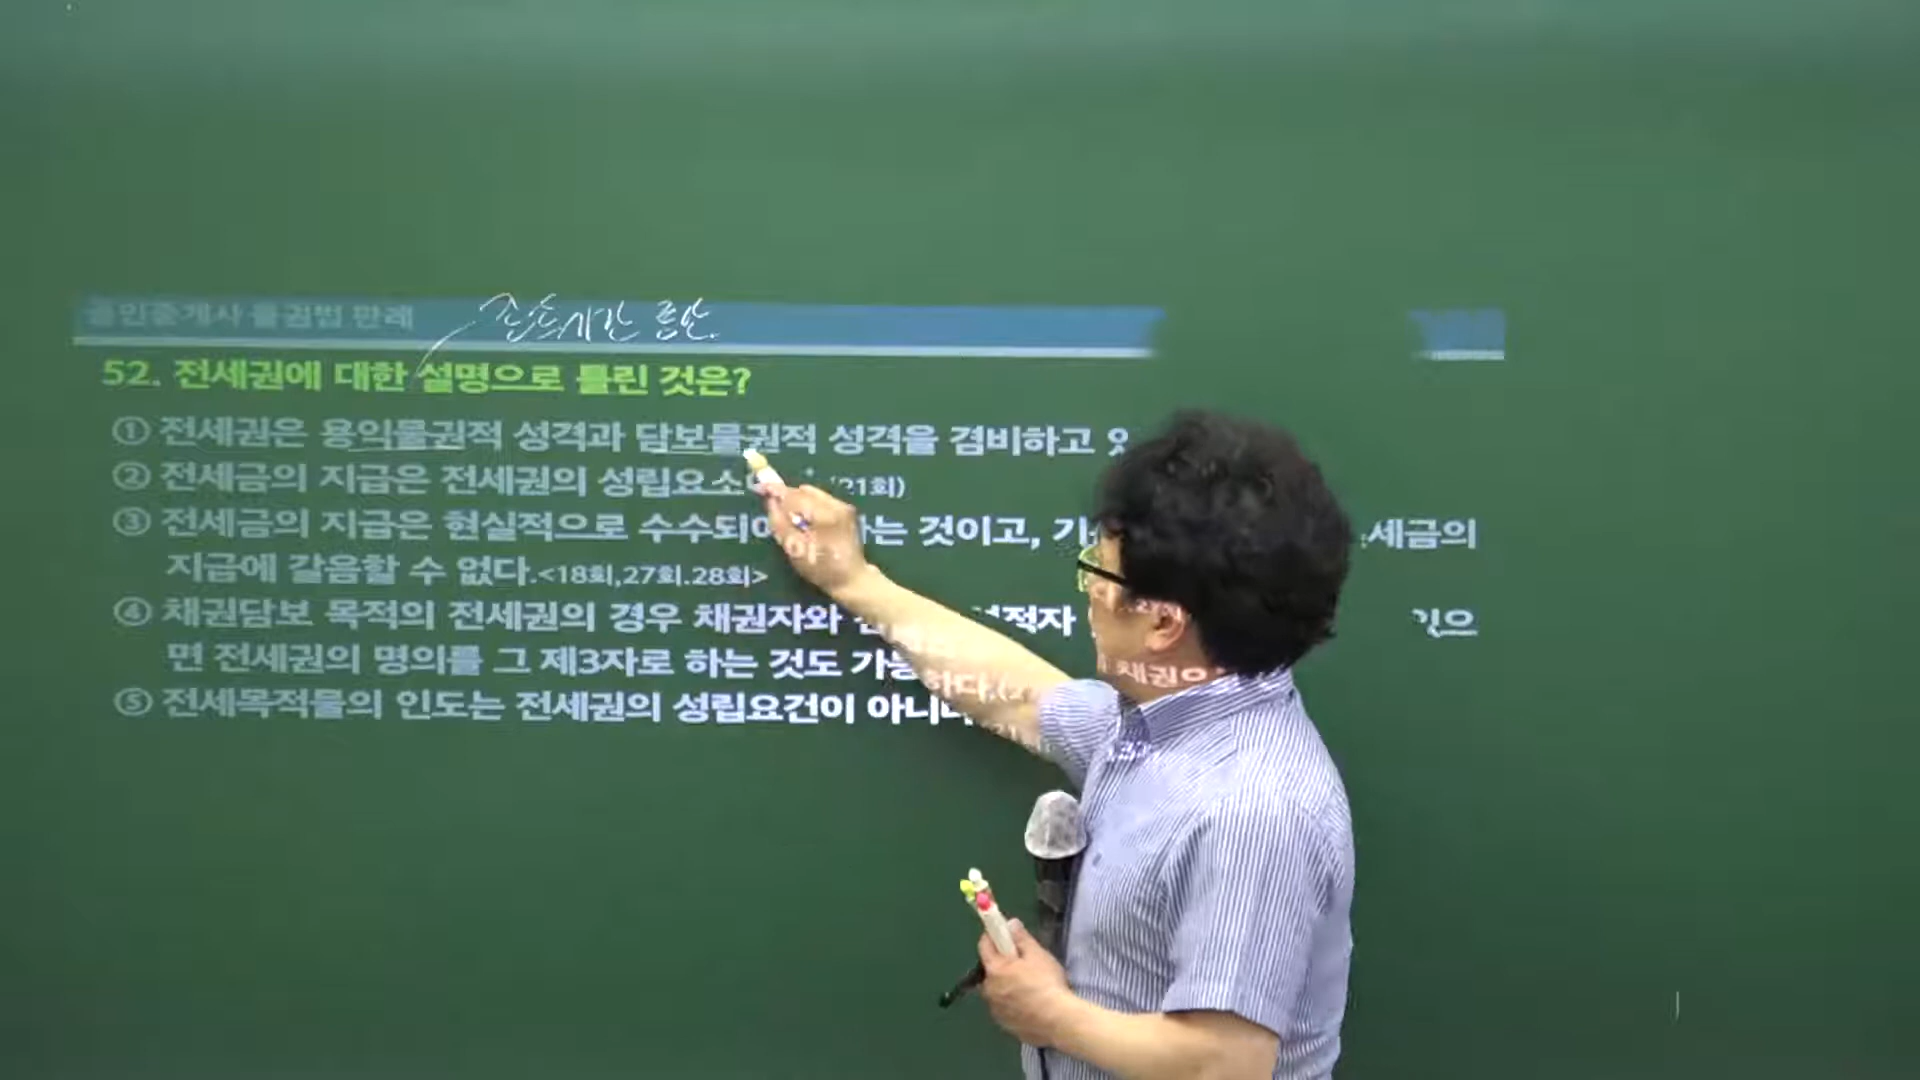 공인중개사 물권법 판례
존속기간 동안.
52. 전세권에 대한 설명으로 틀린 것은?
① 전세권은 용익물권적 성격과 담보물권적 성격을 겸비하고
② 전세금의 지급은 전세권의 성립요소 (21회)
③ 전세금의 지급은 현실적으로 수수되어 하는 것이고, 세금의
지급에 갈음할 수 없다.<18회,27회.28회>
④ 채권담보 목적의 전세권의 경우 채권자와 적자 있으
면 전세권의 명의를 그 제3자로 하는 것도 가능하다.
⑤ 전세목적물의 인도는 전세권의 성립요건이 아니